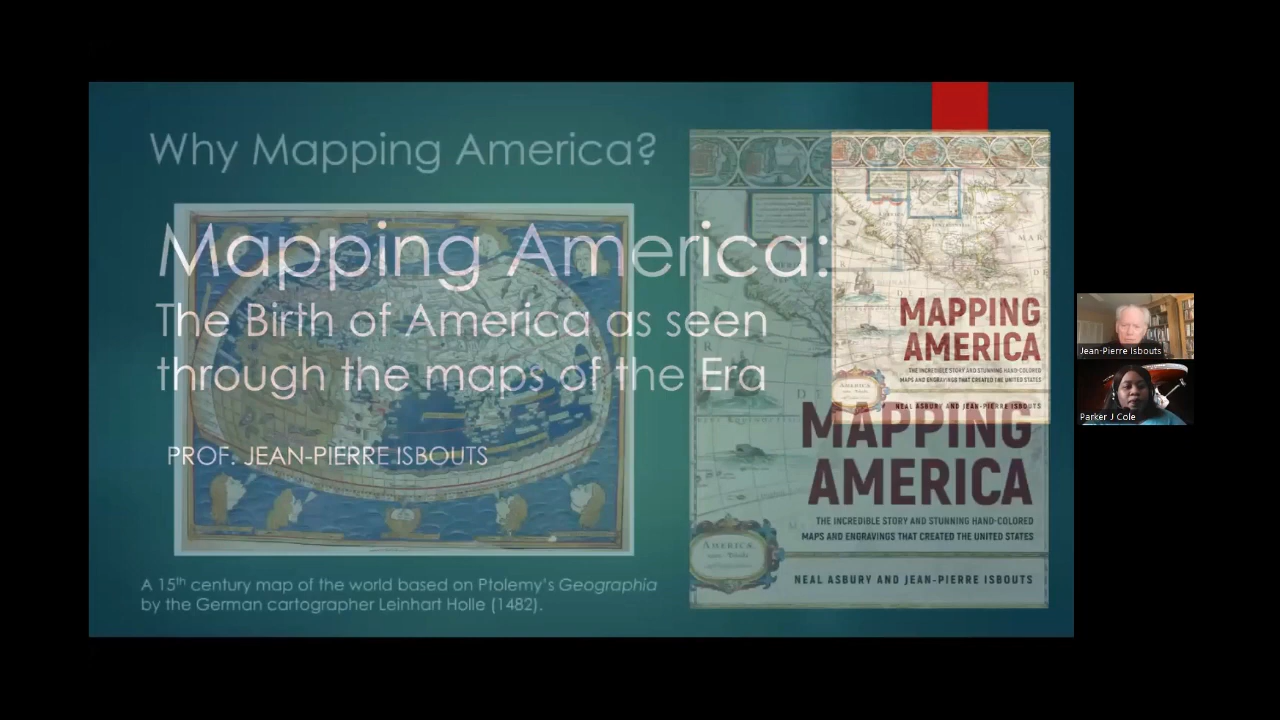 Why Mapping America?
Mapping America:
The Birth of America as seen
through the maps of the Era
PROF. JEAN-PIERRE ISBOUTS
A 15th century map of the world based on Ptolemy's Geographia
by the German cartographer Leinhart Holle (1482).
MAPPING
AMERICA
THE INCREDIBLE STORY AND STUNNING HAND-COLORED
MAPS AND ENGRAVINGS THAT CREATED THE UNITED STATES
NEAL ASBURY AND JEAN-PIERRE ISBOUTS
MAPPING
AMERICA
THE INCREDIBLE STORY AND STUNNING HAND-COLORED
MAPS AND ENGRAVINGS THAT CREATED THE UNITED STATES
AMERICA
NEAL ASBURY AND JEAN-PIERRE ISBOUTS
Jean-Pierre Isbouts
Parker J Cole